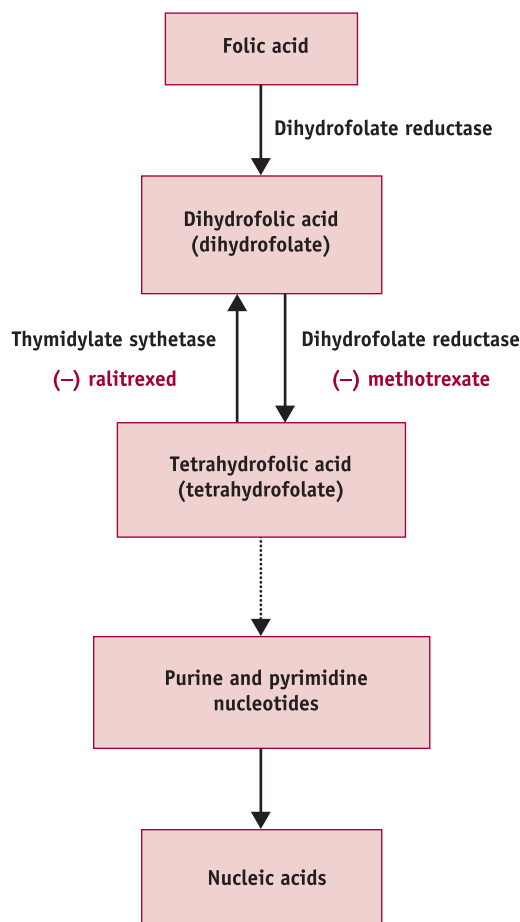 Folic acid
Dihydrofolate reductase
Dihydrofolic acid
(dihydrofolate)
Thymidylate sythetase
(–) ralitrexed
Dihydrofolate reductase
(–) methotrexate
Tetrahydrofolic acid
(tetrahydrofolate)
Purine and pyrimidine
nucleotides
Nucleic acids